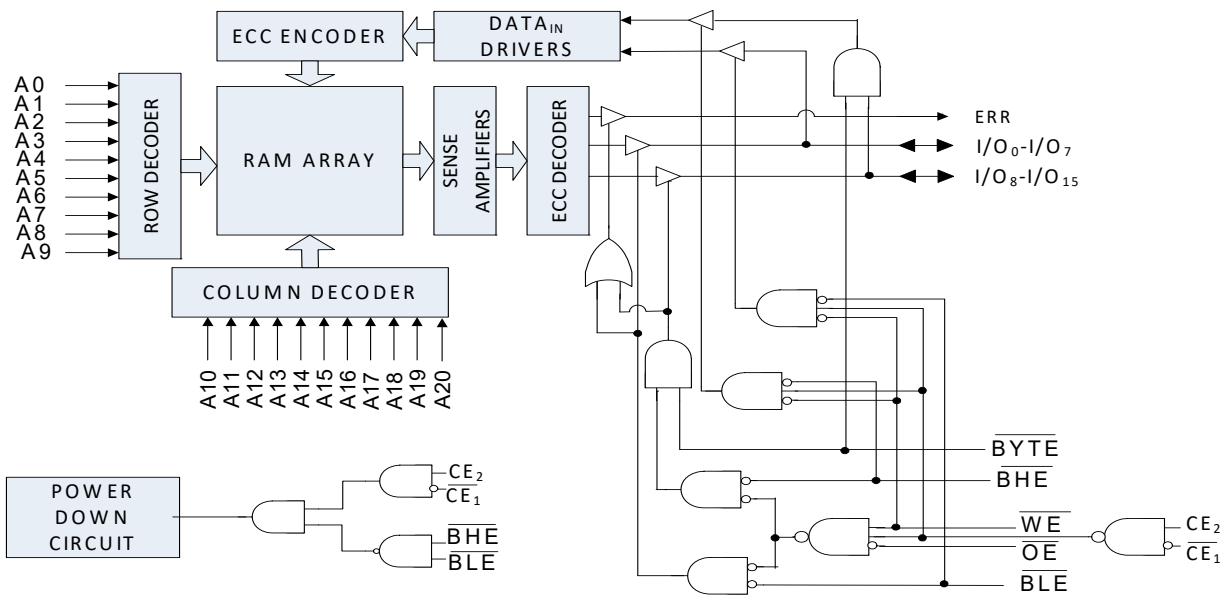 ECC ENCODER
DATAIN
DRIVERS
A0
A1
A2
A3
A4
A5
A6
A7
A8
A9
ROW DECODER
RAM ARRAY
SENSE
AMPLIFIERS
ECC DECODER
ERR
I/O0-I/O7
I/O8-I/O15
COLUMN DECODER
A10
A11
A12
A13
A14
A15
A16
A17
A18
A19
A20
BYTE
BHE
WE
OE
BLE
CE2
CE1
POWER
DOWN
CIRCUIT
CE2
CE1
BHE
BLE